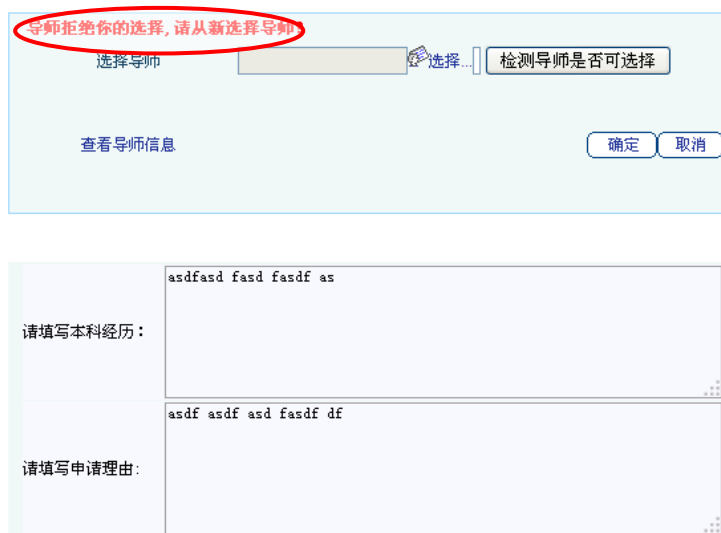 导师拒绝你的选择,请从新选择导师!
选择导师 选择... 检测导师是否可选择
查看导师信息 确定 取消
asdfasd fasd fasdf as
请填写本科经历：
asdf asdf asd fasdf df
请填写申请理由: